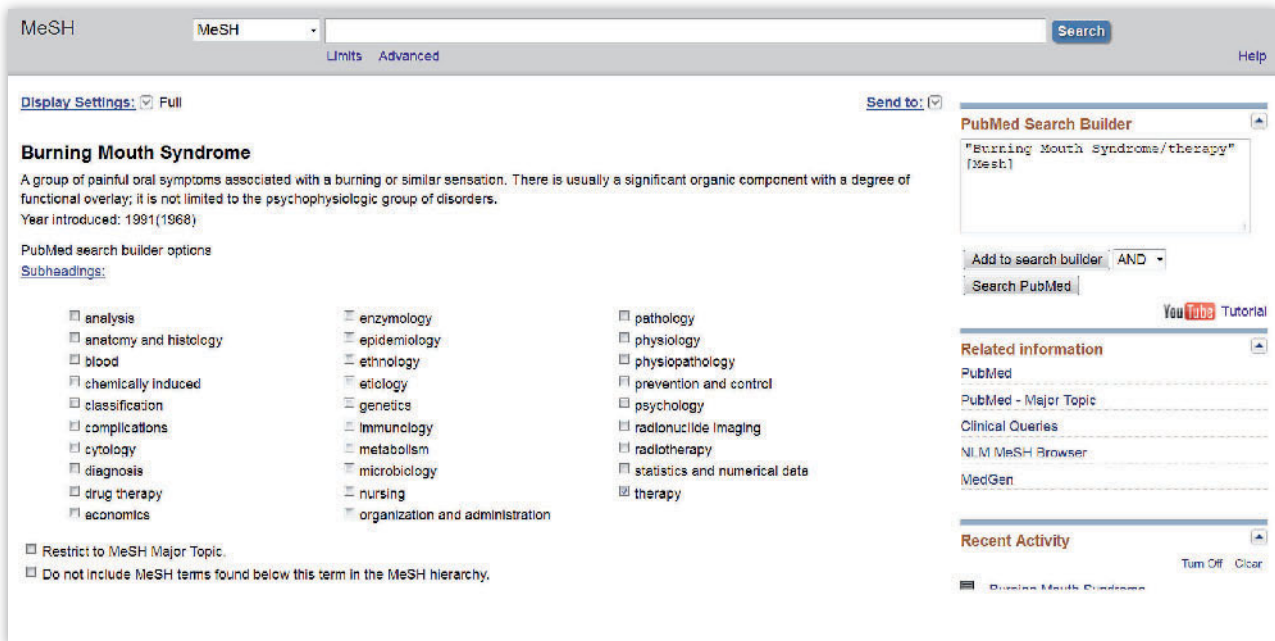 MeSH
MeSH
Search
Limits Advanced
Help
Display Settings: Full
Send to:
Burning Mouth Syndrome
A group of painful oral symptoms associated with a burning or similar sensation. There is usually a significant organic component with a degree of
functional overlay; it is not limited to the psychophysiologic group of disorders.
Year introduced: 1991(1968)
PubMed search builder options
Subheadings:
analysis
anatomy and histology
blood
chemically induced
classification
complications
cytology
diagnosis
drug therapy
economics
enzymology
epidemiology
ethnology
etiology
genetics
immunology
metabolism
microbiology
nursing
organization and administration
pathology
physiology
physiopathology
prevention and control
psychology
radionuclide imaging
radiotherapy
statistics and numerical data
therapy
Restrict to MeSH Major Topic.
Do not include MeSH terms found below this term in the MeSH hierarchy.
PubMed Search Builder
"Burning Mouth Syndrome/therapy"
[Mesh]
Add to search builder AND
Search PubMed
YouTube Tutorial
Related information
PubMed
PubMed - Major Topic
Clinical Queries
NLM MeSH Browser
MedGen
Recent Activity
Turn Off Clear
Burning Mouth Syndrome